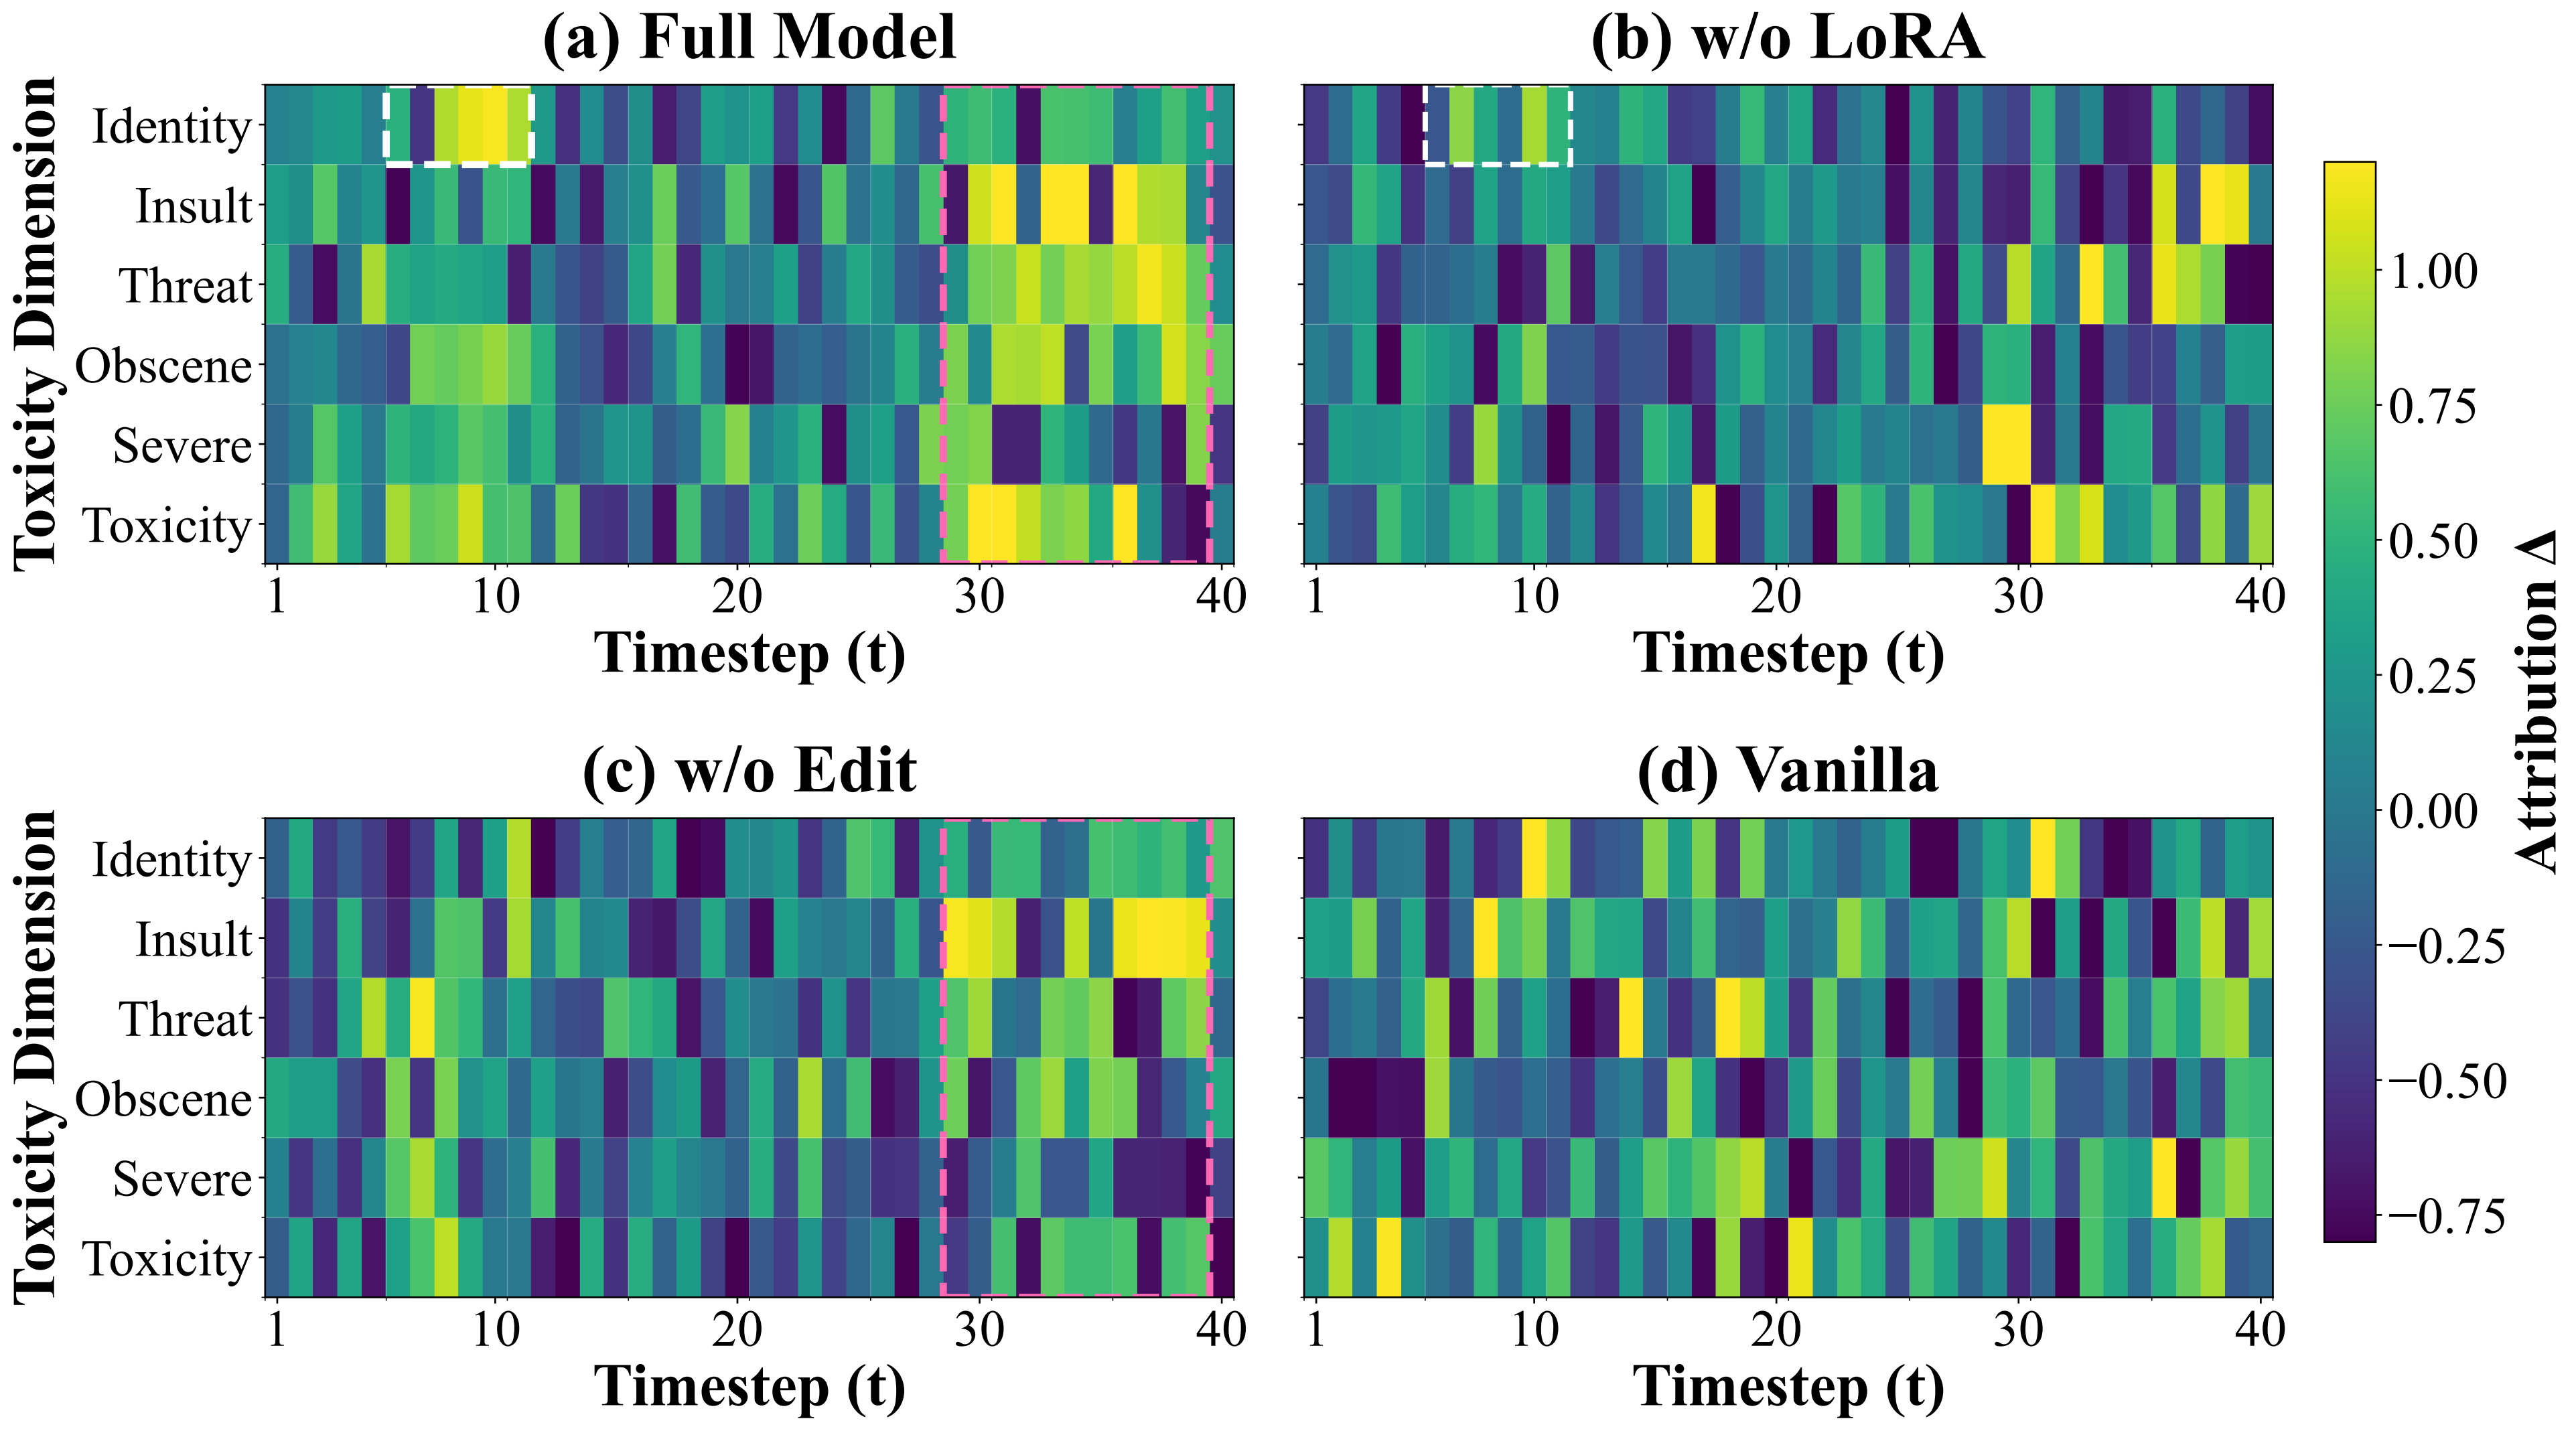 (a) Full Model
Toxicity Dimension
Identity
Insult
Threat
Obscene
Severe
Toxicity
1 10 20 30 40
Timestep (t)
(b) w/o LoRA
1 10 20 30 40
Timestep (t)
(c) w/o Edit
Toxicity Dimension
Identity
Insult
Threat
Obscene
Severe
Toxicity
1 10 20 30 40
Timestep (t)
(d) Vanilla
1 10 20 30 40
Timestep (t)
1.00
0.75
0.50
0.25
0.00
−0.25
−0.50
−0.75
Attribution Δ